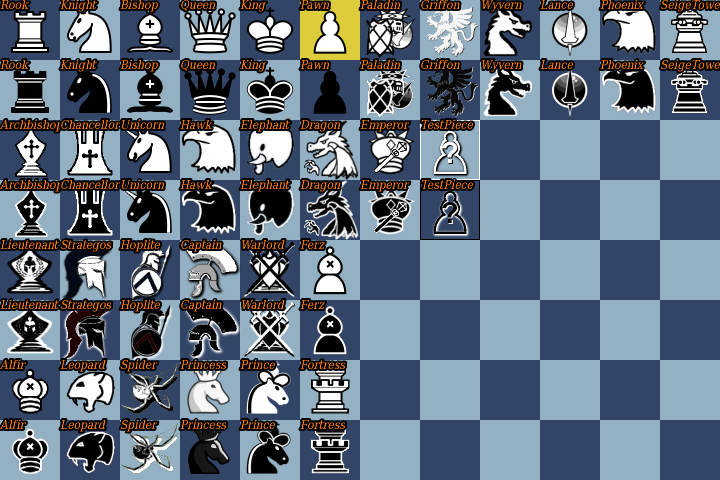 Rook Knight Bishop Queen King Pawn Paladin Griffon Wyvern Lance Phoenix SeigeTowe
Rook Knight Bishop Queen King Pawn Paladin Griffon Wyvern Lance Phoenix SeigeTowe
Archbishop Chancellor Unicorn Hawk Elephant Dragon Emperor TestPiece
Archbishop Chancellor Unicorn Hawk Elephant Dragon Emperor TestPiece
Lieutenant Strategos Hoplite Captain Warlord Ferz
Lieutenant Strategos Hoplite Captain Warlord Ferz
Alfir Leopard Spider Princess Prince Fortress
Alfir Leopard Spider Princess Prince Fortress